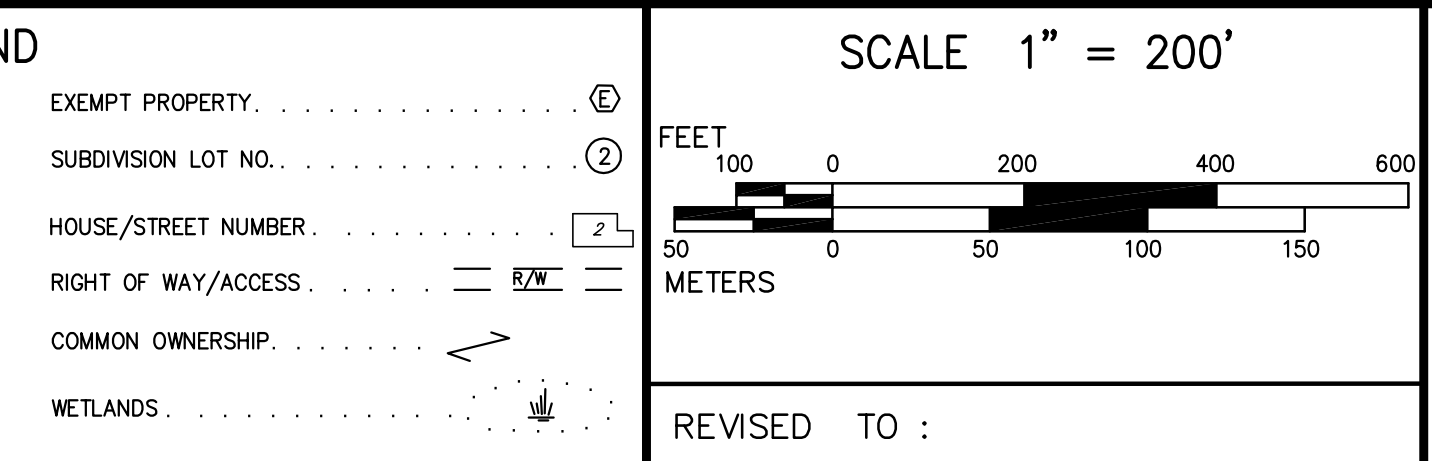 ND
EXEMPT PROPERTY. . . . . . . . . . . . . . E
SUBDIVISION LOT NO.. . . . . . . . . . . . . 2
HOUSE/STREET NUMBER . . . . . . . . . . 2
RIGHT OF WAY/ACCESS . . . . . R/W
COMMON OWNERSHIP. . . . . . .
WETLANDS . . . . . . . . . . . . .
SCALE 1" = 200'
FEET
100 0 200 400 600
50 0 50 100 150
METERS
REVISED TO :